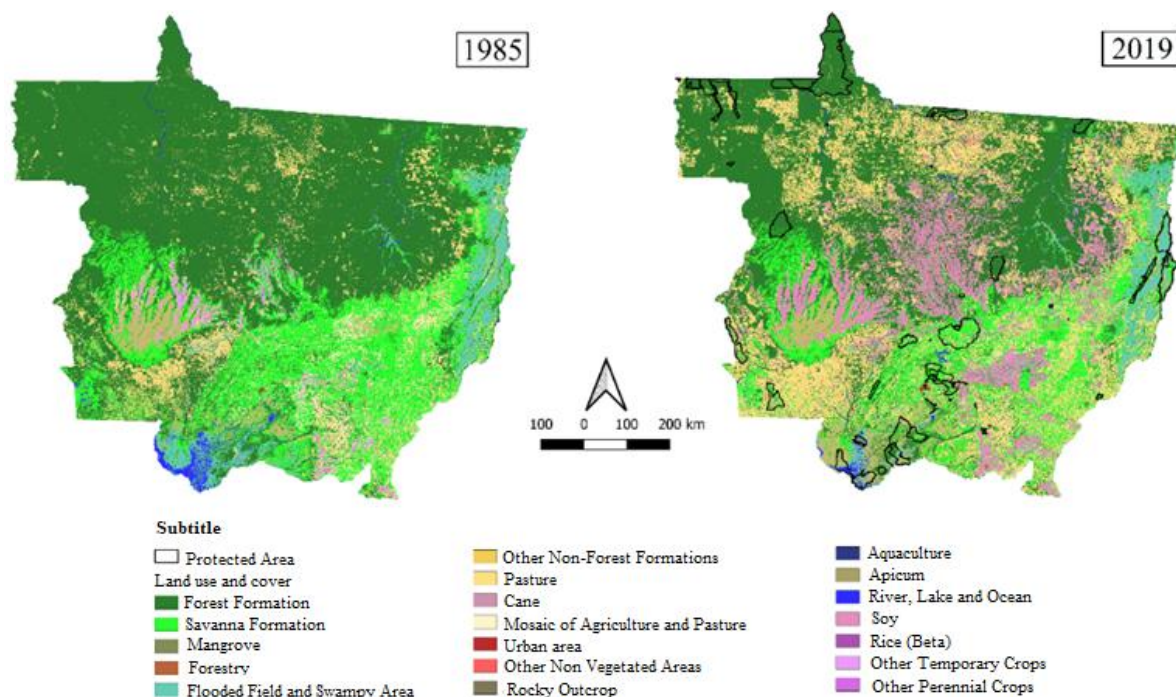 1985
2019
100 0 100 200 km
Subtitle
Protected Area
Land use and cover
Forest Formation
Savanna Formation
Mangrove
Forestry
Flooded Field and Swampy Area
Other Non-Forest Formations
Pasture
Cane
Mosaic of Agriculture and Pasture
Urban area
Other Non Vegetated Areas
Rocky Outcrop
Aquaculture
Apicum
River, Lake and Ocean
Soy
Rice (Beta)
Other Temporary Crops
Other Perennial Crops